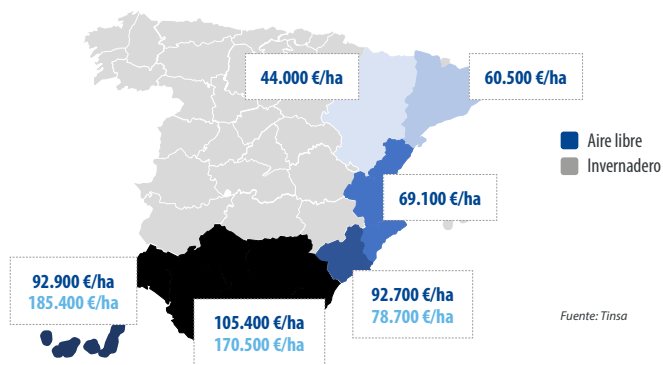 44.000 €/ha
60.500 €/ha
Aire libre
Invernadero
69.100 €/ha
92.900 €/ha
185.400 €/ha
92.700 €/ha
78.700 €/ha
105.400 €/ha
170.500 €/ha
Fuente: Tinsa